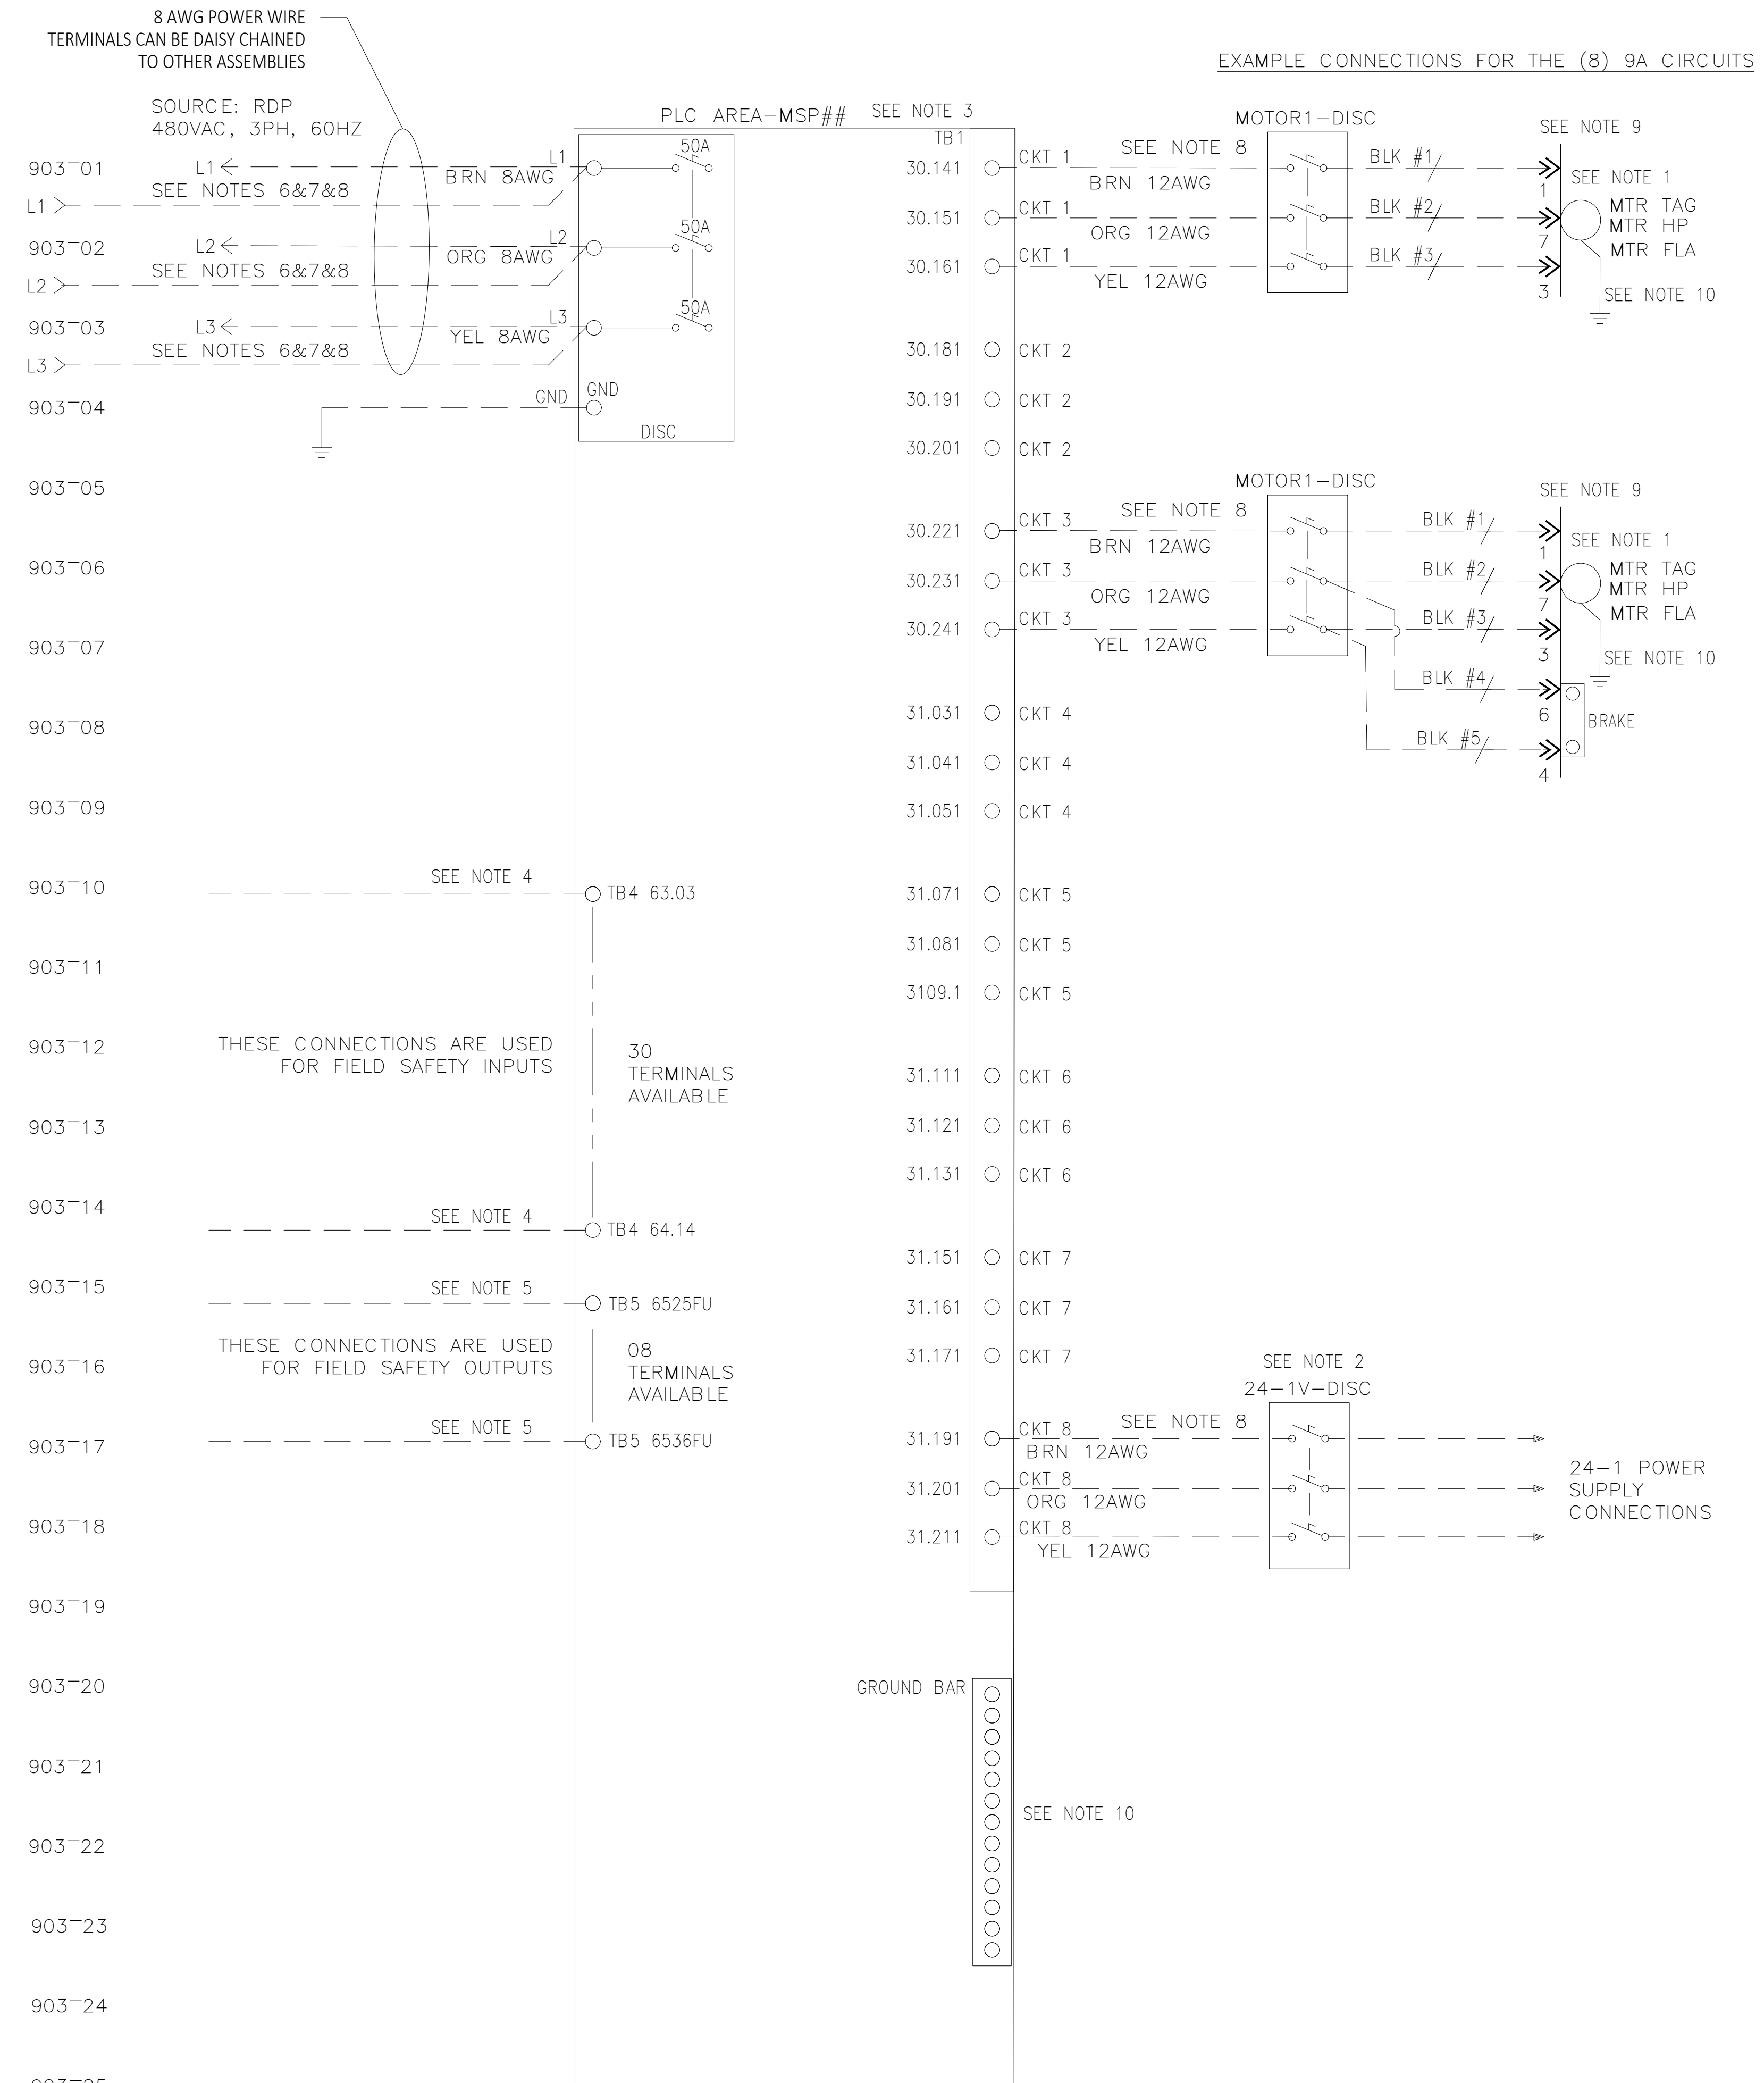 8 AWG POWER WIRE
TERMINALS CAN BE DAISY CHAINED
TO OTHER ASSEMBLIES
EXAMPLE CONNECTIONS FOR THE (8) 9A CIRCUITS
SOURCE: RDP
480VAC, 3PH, 60HZ
PLC AREA-MSP## SEE NOTE 3
903-01
L1
BRN 8AWG
L1
SEE NOTES 6&7&8
L1
903-02
L2
ORG 8AWG
L2
SEE NOTES 6&7&8
L2
903-03
L3
YEL 8AWG
L3
SEE NOTES 6&7&8
L3
903-04
GND
GND
50A
50A
50A
DISC
903-05
903-06
903-07
903-08
903-09
903-10
SEE NOTE 4
TB4 63.03
903-11
903-12
THESE CONNECTIONS ARE USED
FOR FIELD SAFETY INPUTS
30
TERMINALS
AVAILABLE
903-13
903-14
SEE NOTE 4
TB4 64.14
903-15
SEE NOTE 5
TB5 6525FU
903-16
THESE CONNECTIONS ARE USED
FOR FIELD SAFETY OUTPUTS
08
TERMINALS
AVAILABLE
903-17
SEE NOTE 5
TB5 6536FU
903-18
903-19
903-20
903-21
903-22
903-23
903-24
TB1
30.141 CKT 1
BRN 12AWG
SEE NOTE 8
30.151 CKT 1
ORG 12AWG
30.161 CKT 1
YEL 12AWG
MOTOR1-DISC
BLK #1
BLK #2
BLK #3
SEE NOTE 9
1
7
3
SEE NOTE 1
MTR TAG
MTR HP
MTR FLA
SEE NOTE 10
30.181 CKT 2
30.191 CKT 2
30.201 CKT 2
30.221 CKT 3
BRN 12AWG
SEE NOTE 8
30.231 CKT 3
ORG 12AWG
30.241 CKT 3
YEL 12AWG
MOTOR1-DISC
BLK #1
BLK #2
BLK #3
BLK #4
BLK #5
SEE NOTE 9
1
7
3
6
4
SEE NOTE 1
MTR TAG
MTR HP
MTR FLA
SEE NOTE 10
BRAKE
31.031 CKT 4
31.041 CKT 4
31.051 CKT 4
31.071 CKT 5
31.081 CKT 5
3109.1 CKT 5
31.111 CKT 6
31.121 CKT 6
31.131 CKT 6
31.151 CKT 7
31.161 CKT 7
31.171 CKT 7
31.191 CKT 8
BRN 12AWG
SEE NOTE 8
31.201 CKT 8
ORG 12AWG
31.211 CKT 8
YEL 12AWG
SEE NOTE 2
24-1V-DISC
24-1 POWER
SUPPLY
CONNECTIONS
GROUND BAR
SEE NOTE 10